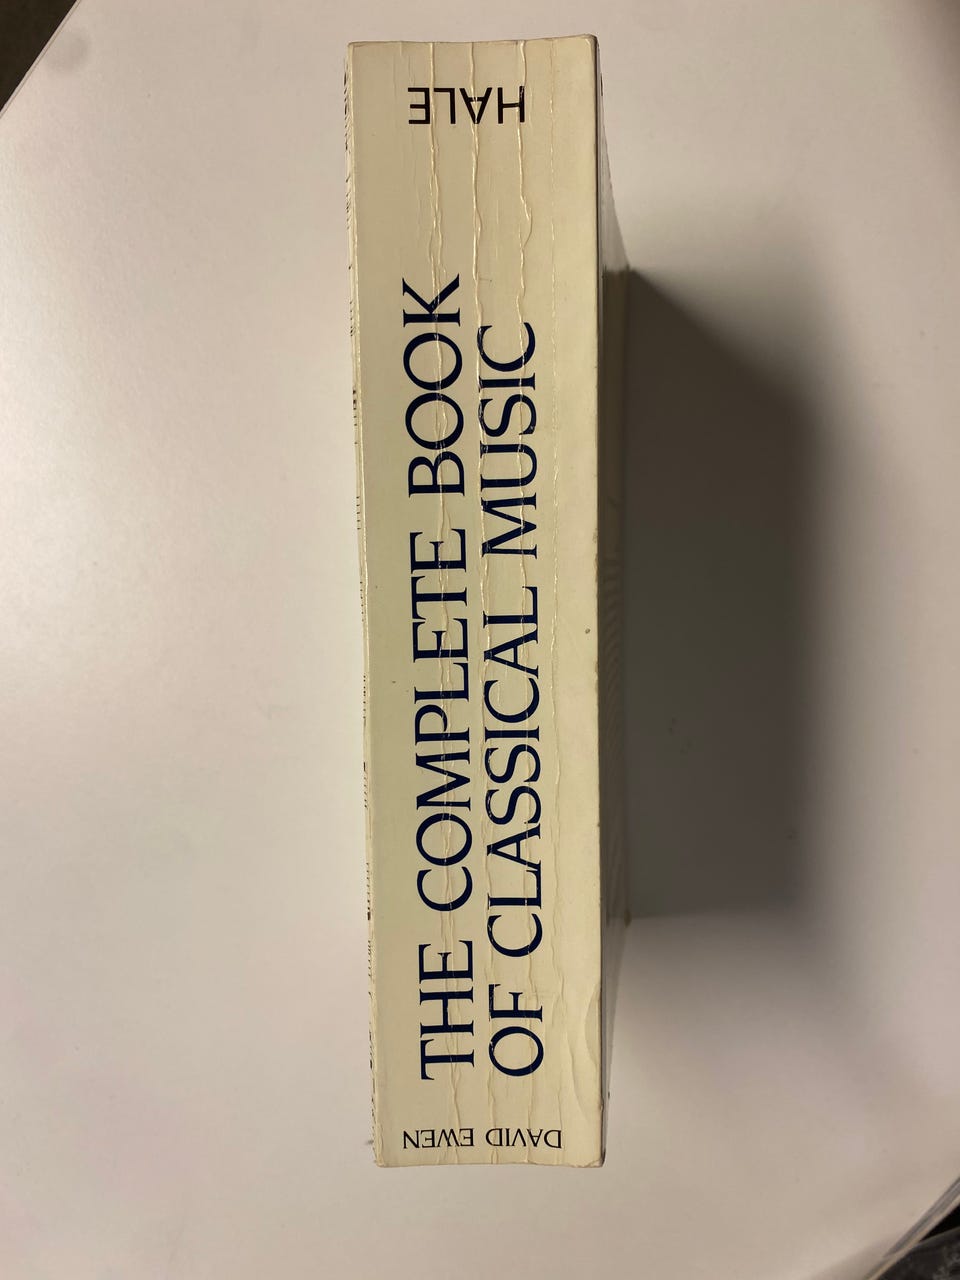 DAVID EWEN
THE COMPLETE BOOK
OF CLASSICAL MUSIC
HALE